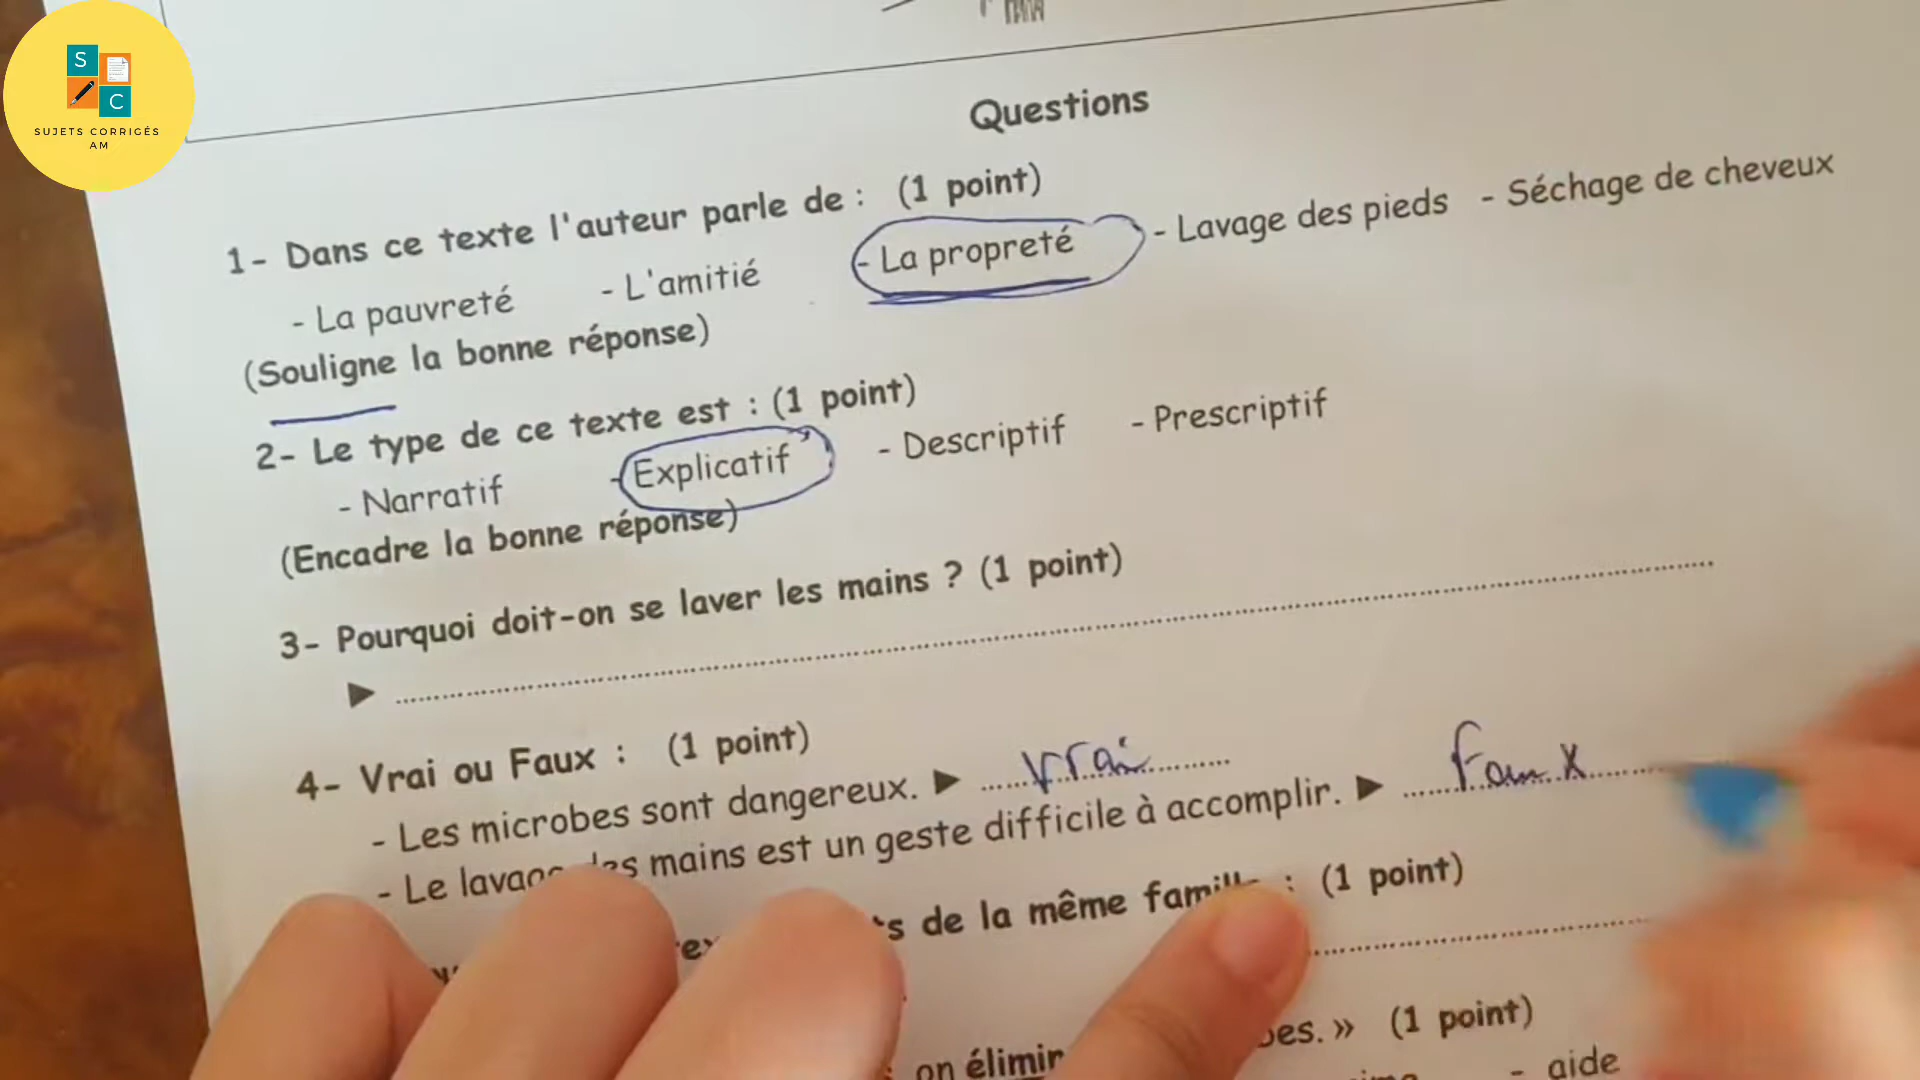 S
C
SUJETS CORRIGÉS
AM
Questions
1- Dans ce texte l'auteur parle de : (1 point)
- La pauvreté - L'amitié - La propreté - Lavage des pieds - Séchage de cheveux
(Souligne la bonne réponse)
2- Le type de ce texte est : (1 point)
- Narratif - Explicatif - Descriptif - Prescriptif
(Encadre la bonne réponse)
3- Pourquoi doit-on se laver les mains ? (1 point)
► ..........
4- Vrai ou Faux : (1 point)
- Les microbes sont dangereux. ► vrai
- Le lavage des mains est un geste difficile à accomplir. ► Faux
de la même famille : (1 point)
on élimin » (1 point)
- aide